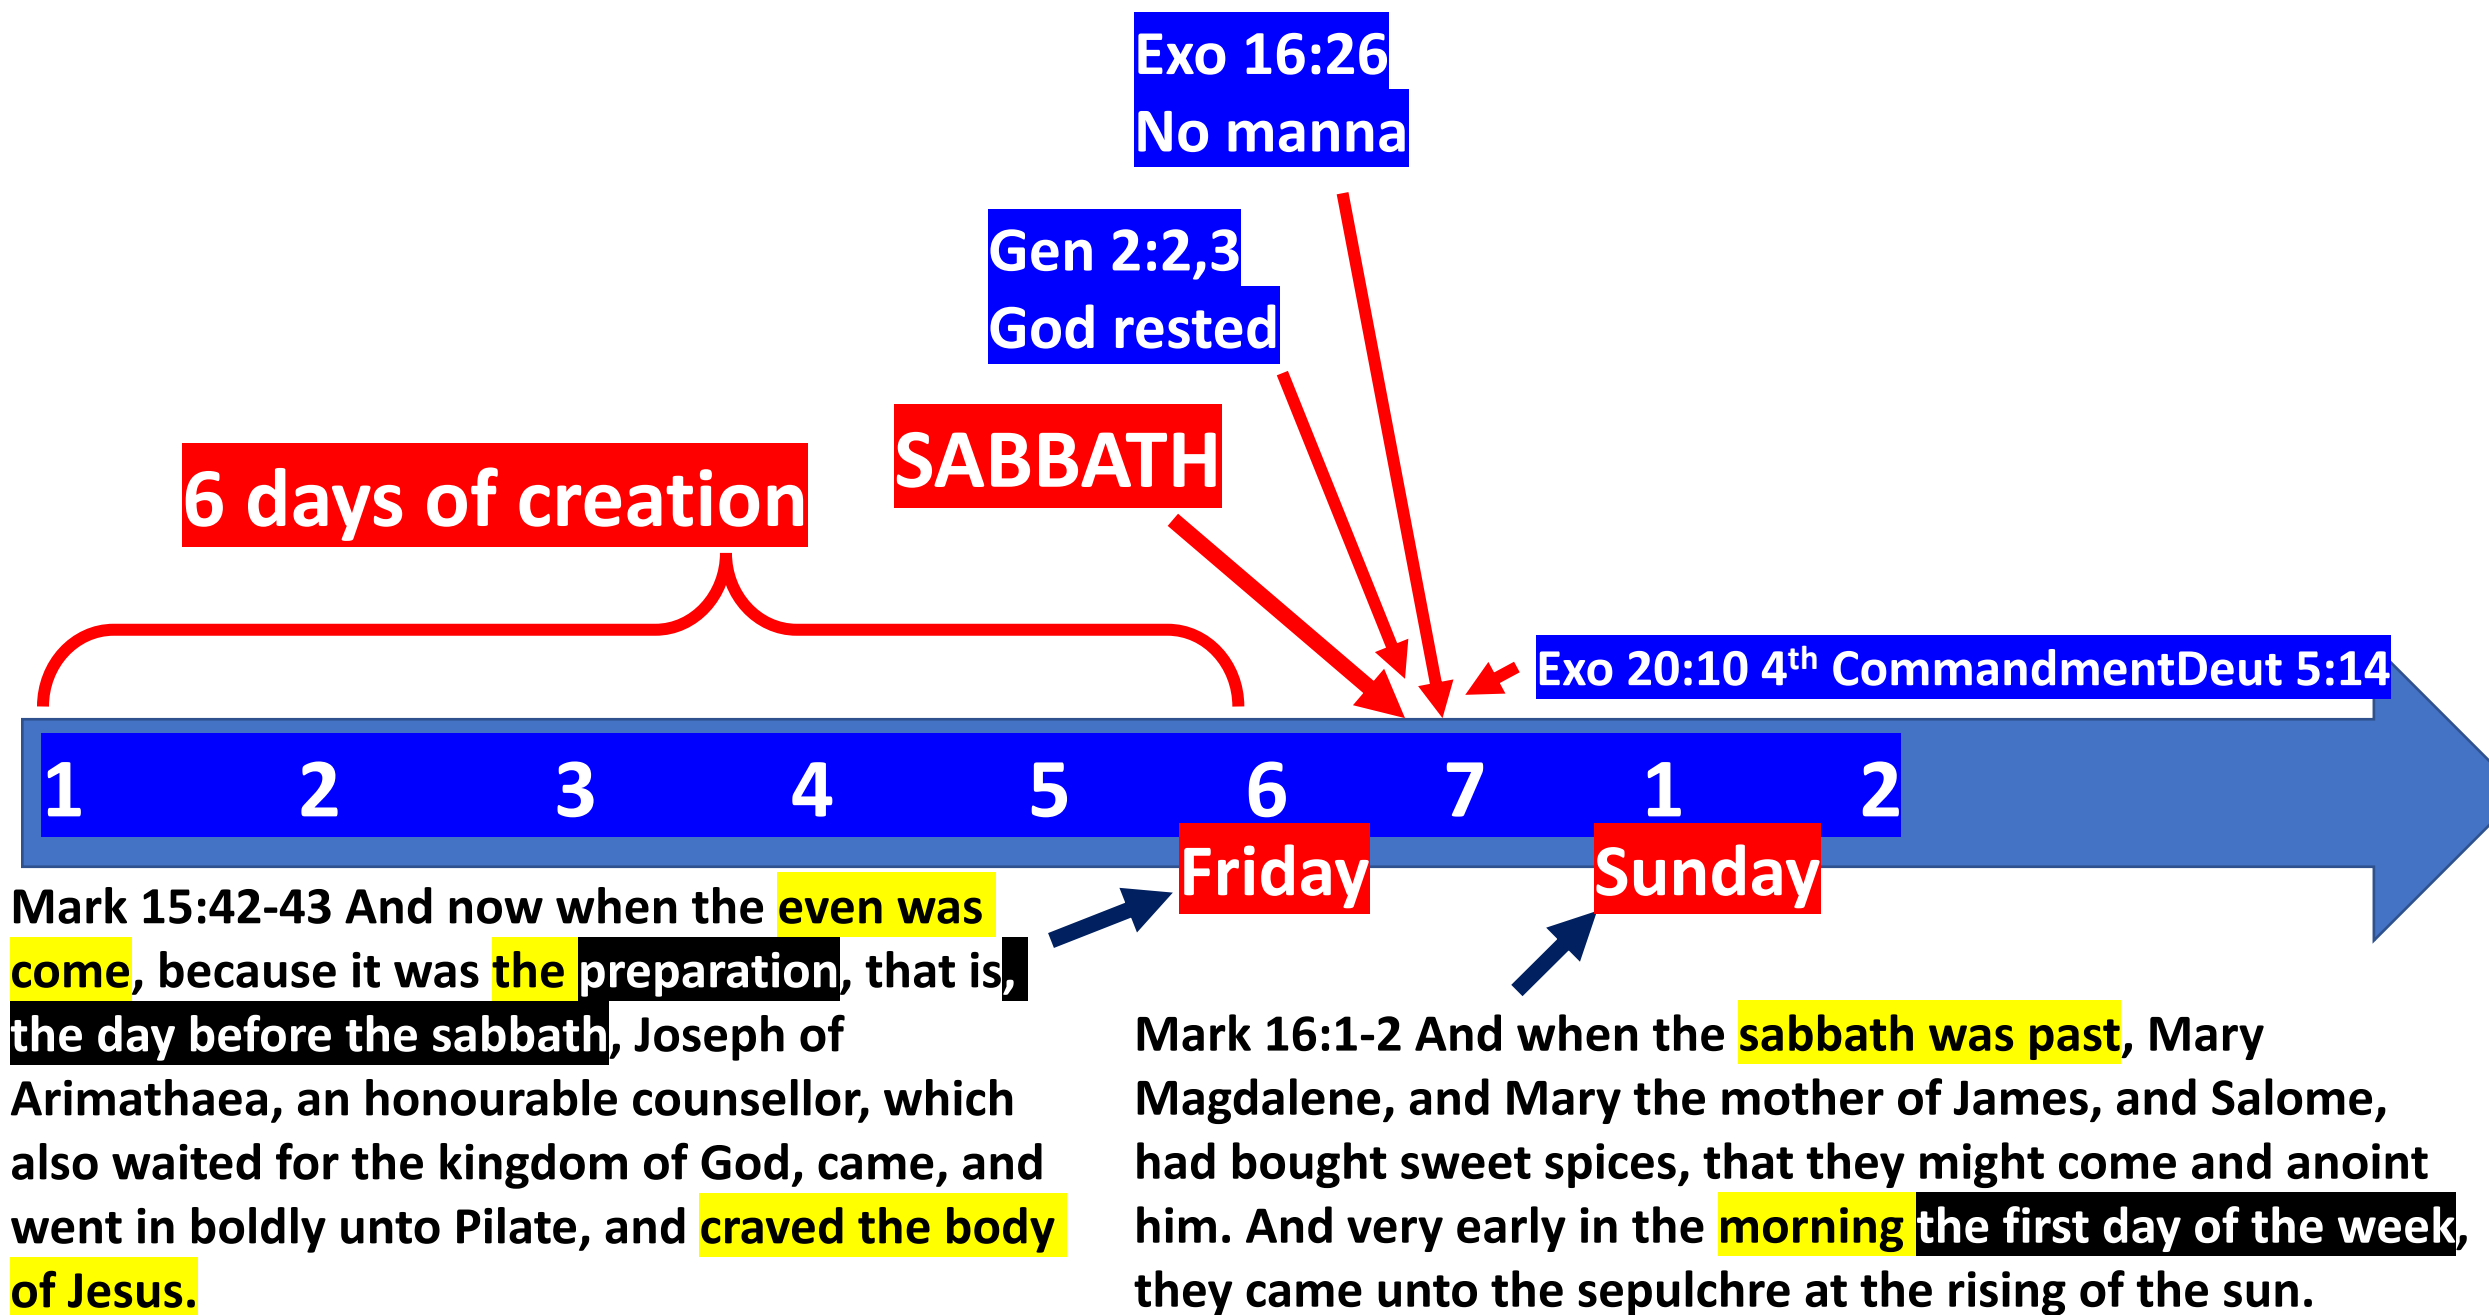 Exo 16:26
No manna
Gen 2:2,3
God rested
SABBATH
6 days of creation
Exo 20:10 4th CommandmentDeut 5:14
1 2 3 4 5 6 7 1 2
Friday
Sunday
Mark 15:42-43 And now when the even was
come, because it was the preparation, that is,
the day before the sabbath, Joseph of
Arimathaea, an honourable counsellor, which
also waited for the kingdom of God, came, and
went in boldly unto Pilate, and craved the body
of Jesus.
Mark 16:1-2 And when the sabbath was past, Mary
Magdalene, and Mary the mother of James, and Salome,
had bought sweet spices, that they might come and anoint
him. And very early in the morning the first day of the week,
they came unto the sepulchre at the rising of the sun.